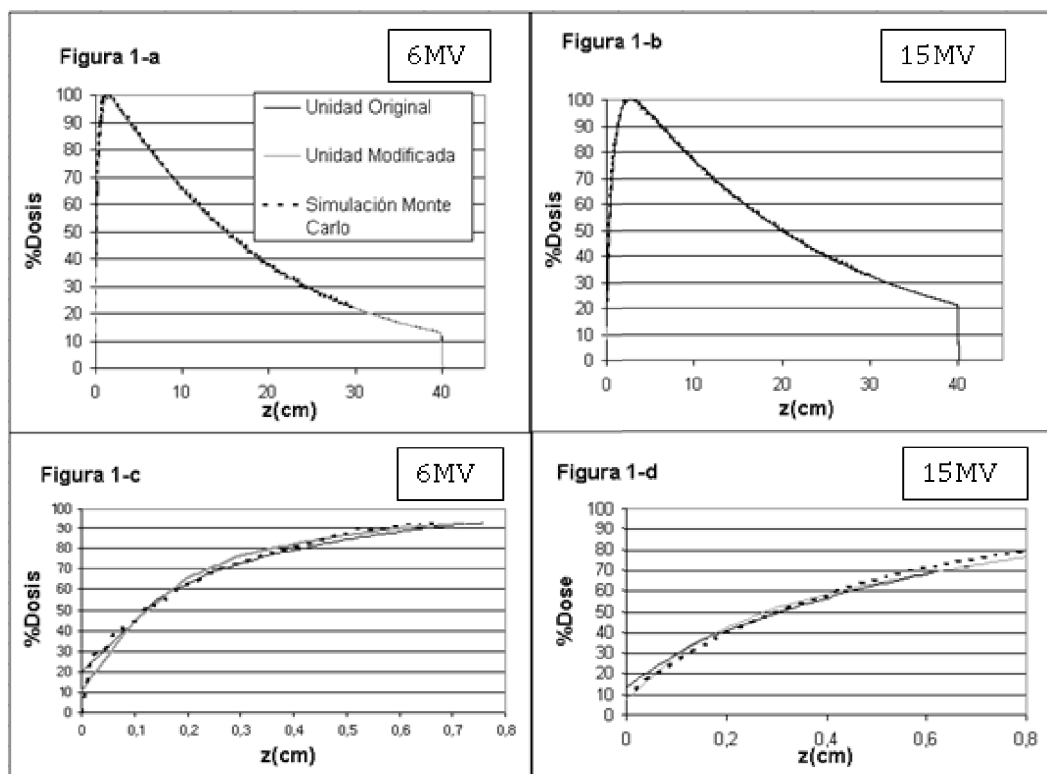 Figura 1-a
6MV
100
90
80
70
60
50
40
30
20
10
0
%Dosis
Unidad Original
Unidad Modificada
Simulación Monte
Carlo
0 10 20 30 40
z(cm)
Figura 1-b
15MV
100
90
80
70
60
50
40
30
20
10
0
%Dosis
0 10 20 30 40
z(cm)
Figura 1-c
6MV
100
90
80
70
60
50
40
30
20
10
0
%Dosis
0 0,1 0,2 0,3 0,4 0,5 0,6 0,7 0,8
z(cm)
Figura 1-d
15MV
100
90
80
70
60
50
40
30
20
10
0
%Dose
0 0,2 0,4 0,6 0,8
z(cm)